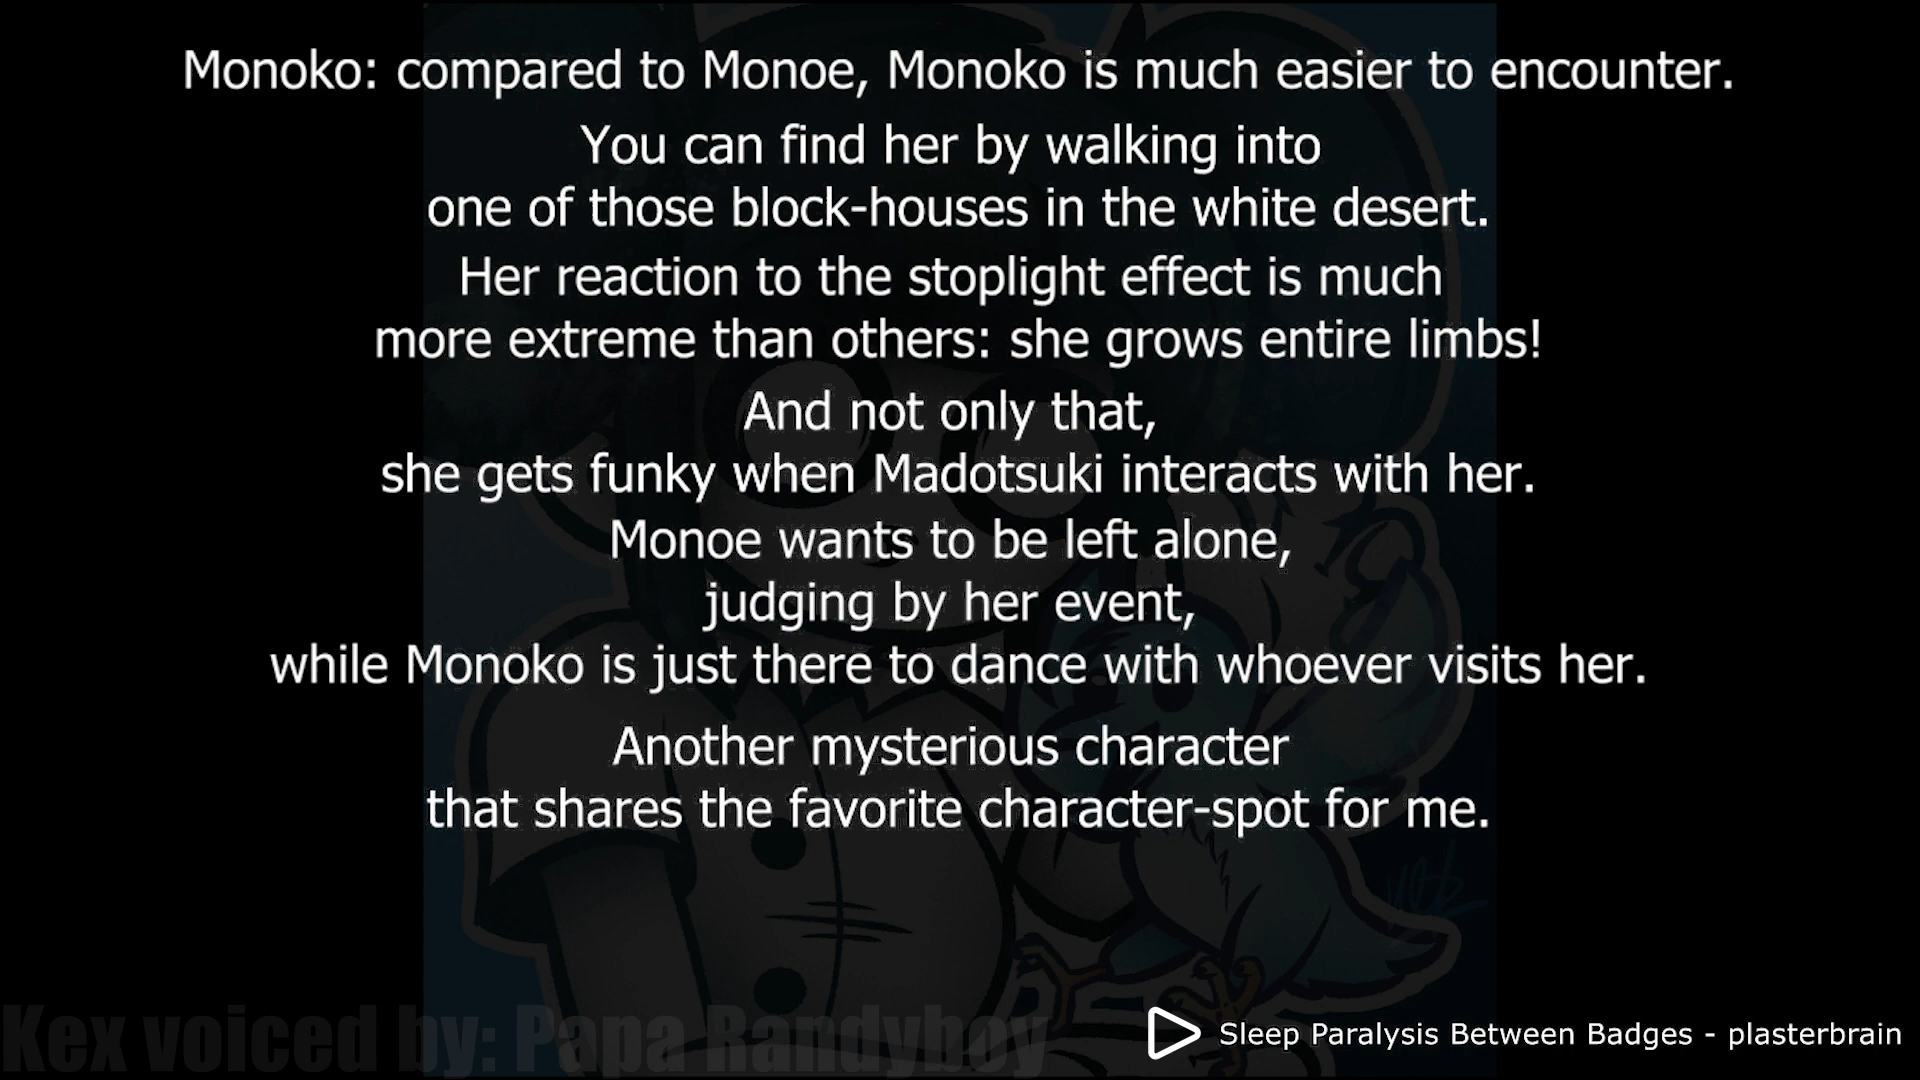 Monoko: compared to Monoe, Monoko is much easier to encounter.
You can find her by walking into
one of those block-houses in the white desert.
Her reaction to the stoplight effect is much
more extreme than others: she grows entire limbs!
And not only that,
she gets funky when Madotsuki interacts with her.
Monoe wants to be left alone,
judging by her event,
while Monoko is just there to dance with whoever visits her.
Another mysterious character
that shares the favorite character-spot for me.
Kex voiced by: Papa Randyboy
Sleep Paralysis Between Badges - plasterbrain